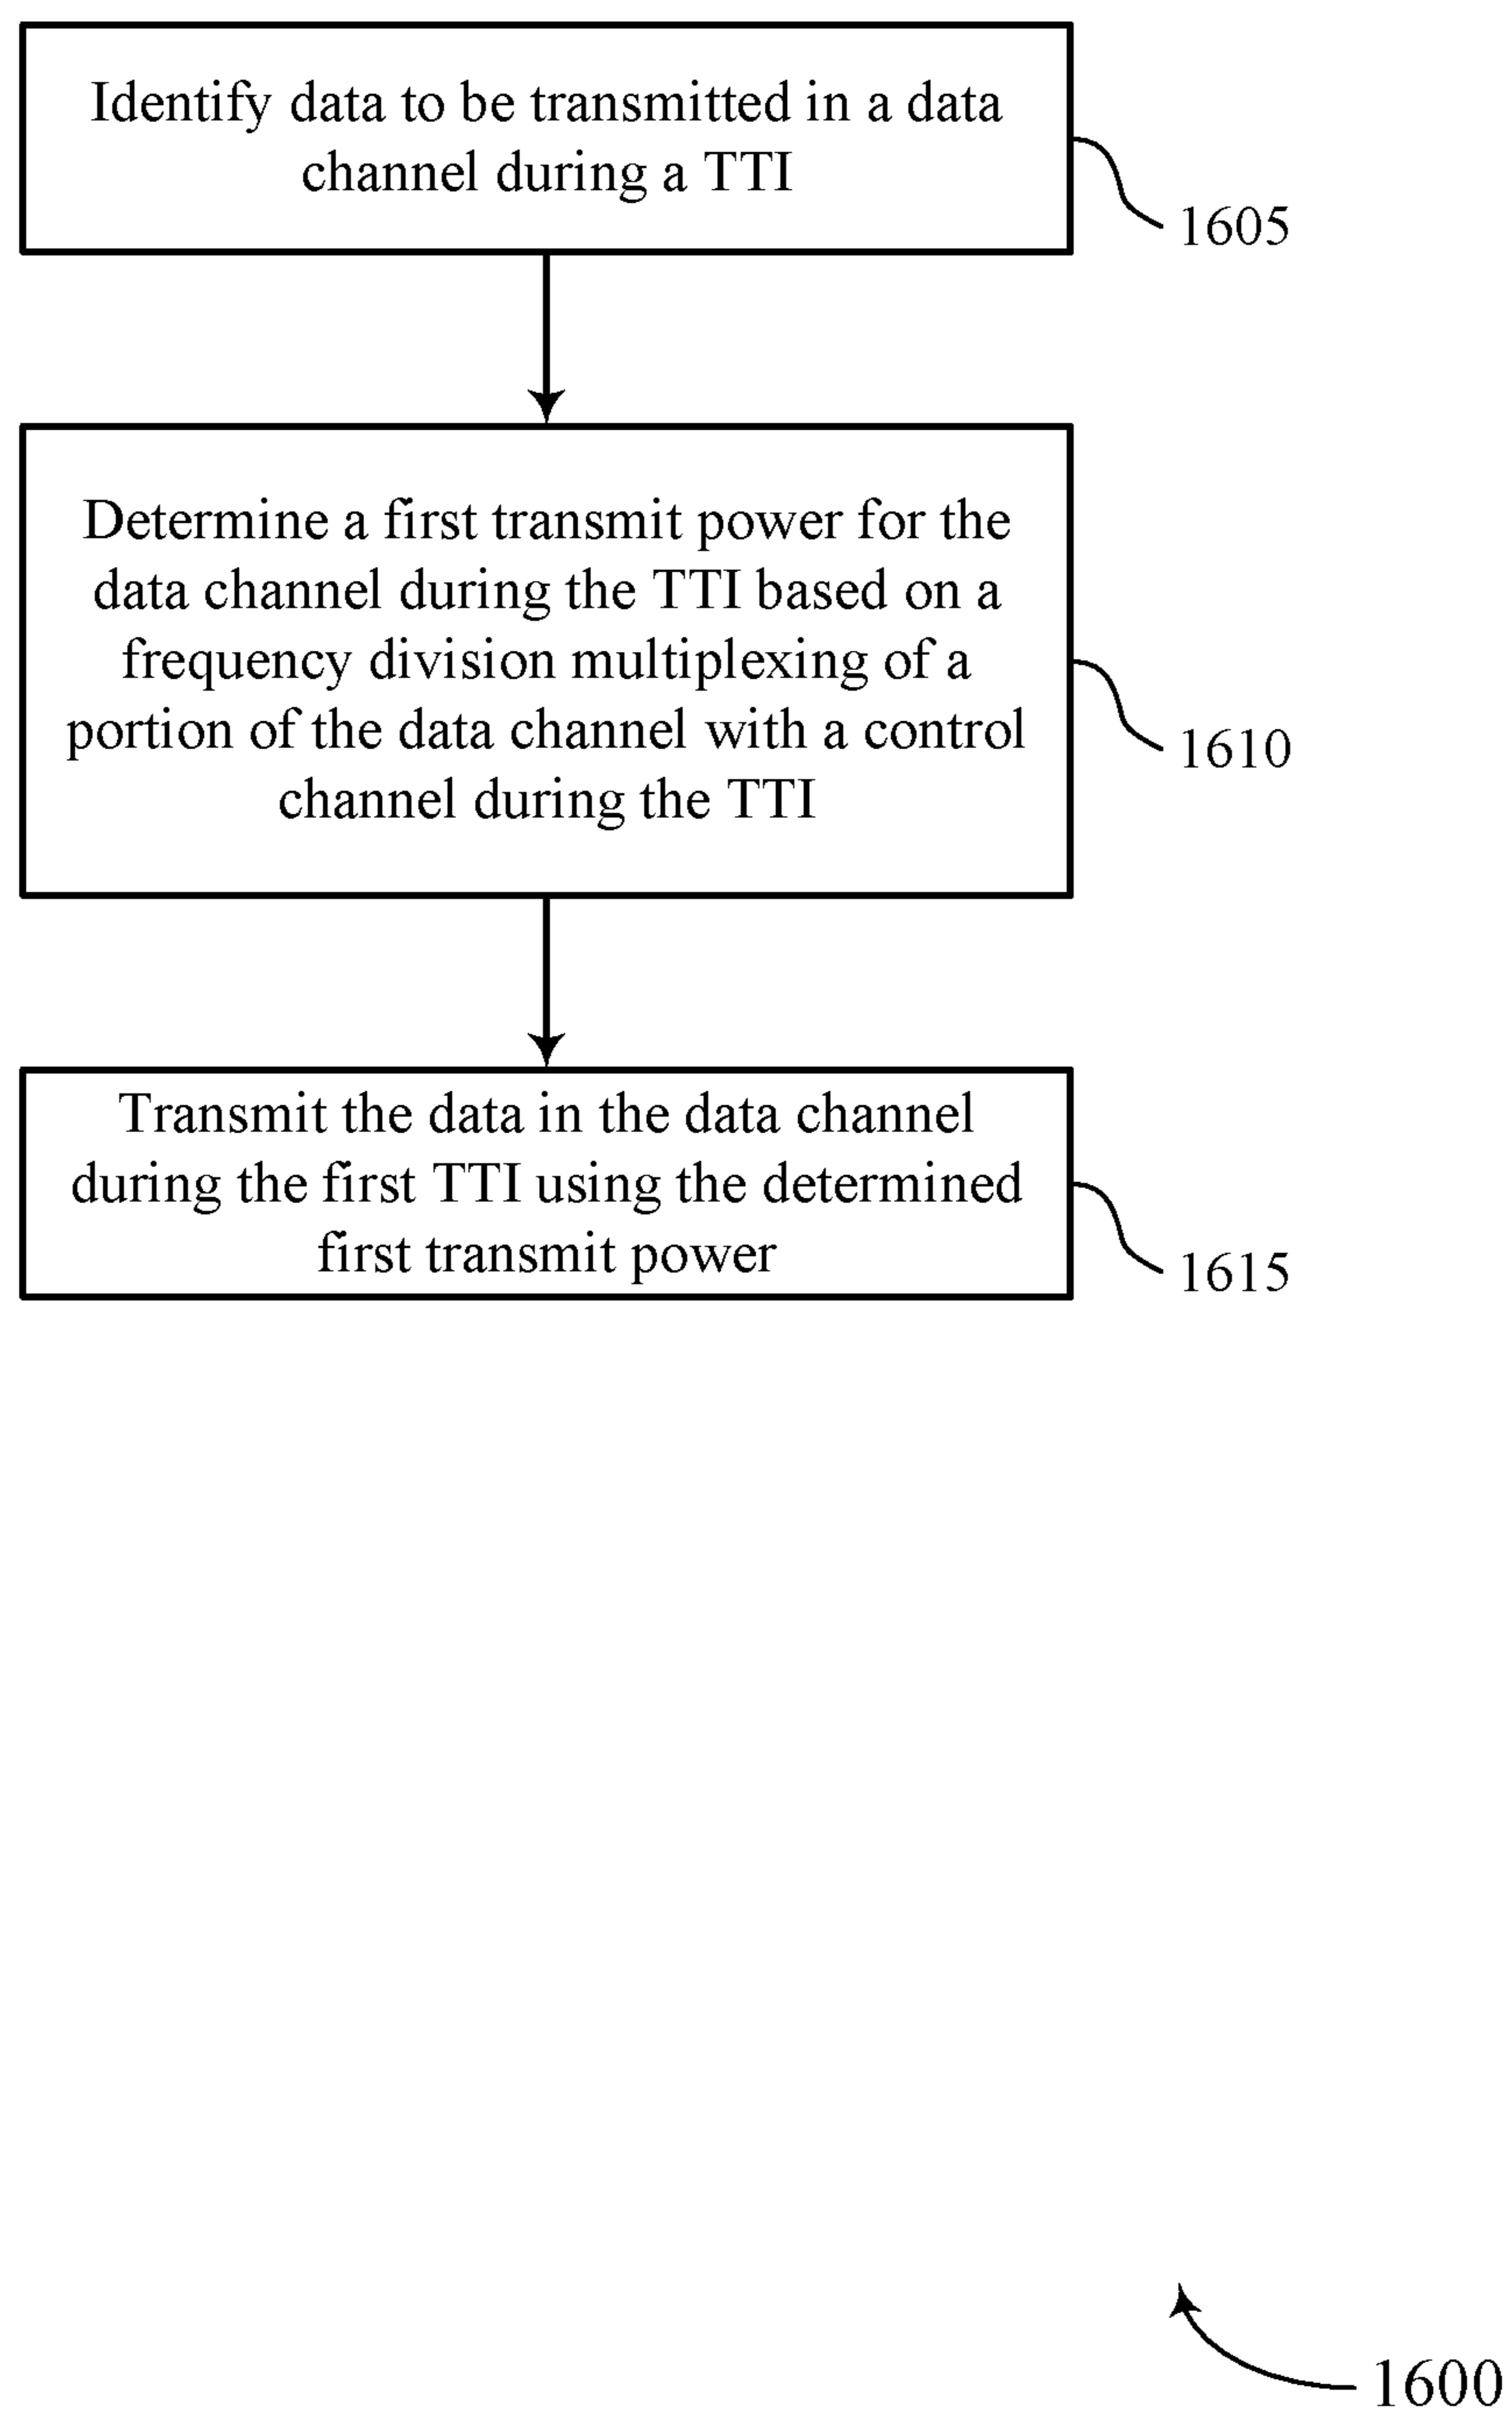 Identify data to be transmitted in a data
channel during a TTI
1605
Determine a first transmit power for the
data channel during the TTI based on a
frequency division multiplexing of a
portion of the data channel with a control
channel during the TTI
1610
Transmit the data in the data channel
during the first TTI using the determined
first transmit power
1615
1600